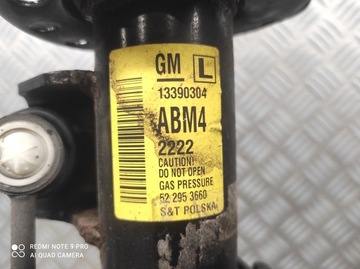 GM L
13390304
ABM4
2222
CAUTION!
DO NOT OPEN
GAS PRESSURE
52 295 3660
S&T POLSKA
REDMI NOTE 9 PRO
AI QUAD CAMERA